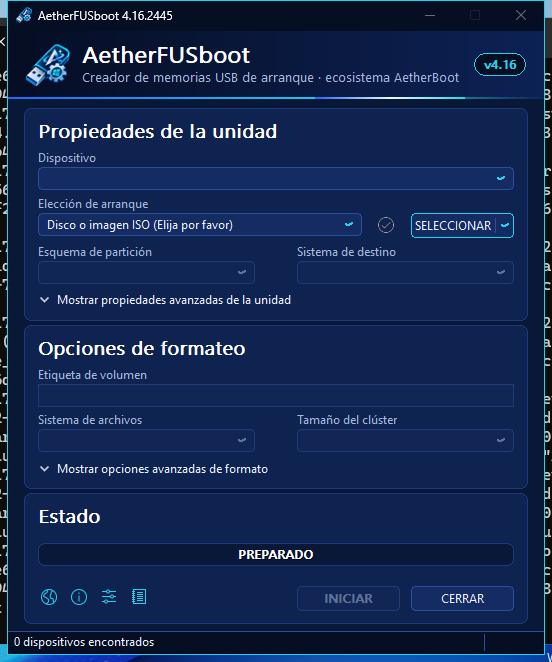 AetherFUSboot 4.16.2445
AetherFUSboot
Creador de memorias USB de arranque · ecosistema AetherBoot
v4.16
Propiedades de la unidad
Dispositivo
Elección de arranque
Disco o imagen ISO (Elija por favor)
SELECCIONAR
Esquema de partición
Sistema de destino
Mostrar propiedades avanzadas de la unidad
Opciones de formateo
Etiqueta de volumen
Sistema de archivos
Tamaño del clúster
Mostrar opciones avanzadas de formato
Estado
PREPARADO
INICIAR
CERRAR
0 dispositivos encontrados